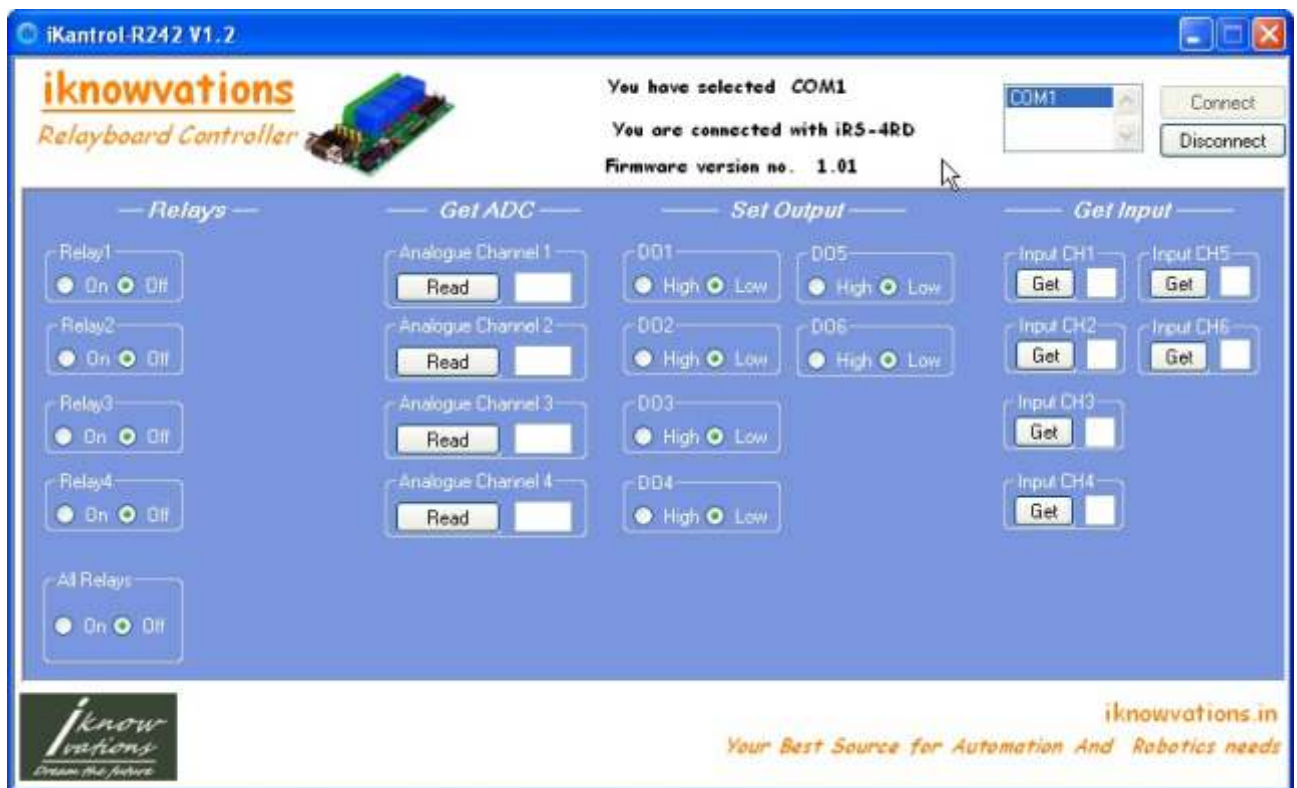 iKantrol-R242 V1.2
iknowvations
Relayboard Controller
You have selected COM1
You are connected with iRS-4RD
Firmware version no. 1.01
COM1
Connect
Disconnect
Relays
Relay1
On Off
Relay2
On Off
Relay3
On Off
Relay4
On Off
All Relays
On Off
Get ADC
Analogue Channel 1
Read
Analogue Channel 2
Read
Analogue Channel 3
Read
Analogue Channel 4
Read
Set Output
DO1
High Low
DO5
High Low
DO2
High Low
DO6
High Low
DO3
High Low
DO4
High Low
Get Input
Input CH1
Get
Input CH5
Get
Input CH2
Get
Input CH6
Get
Input CH3
Get
Input CH4
Get
iknow
vations
Dream the future
iknowvations.in
Your Best Source for Automation And Robotics needs